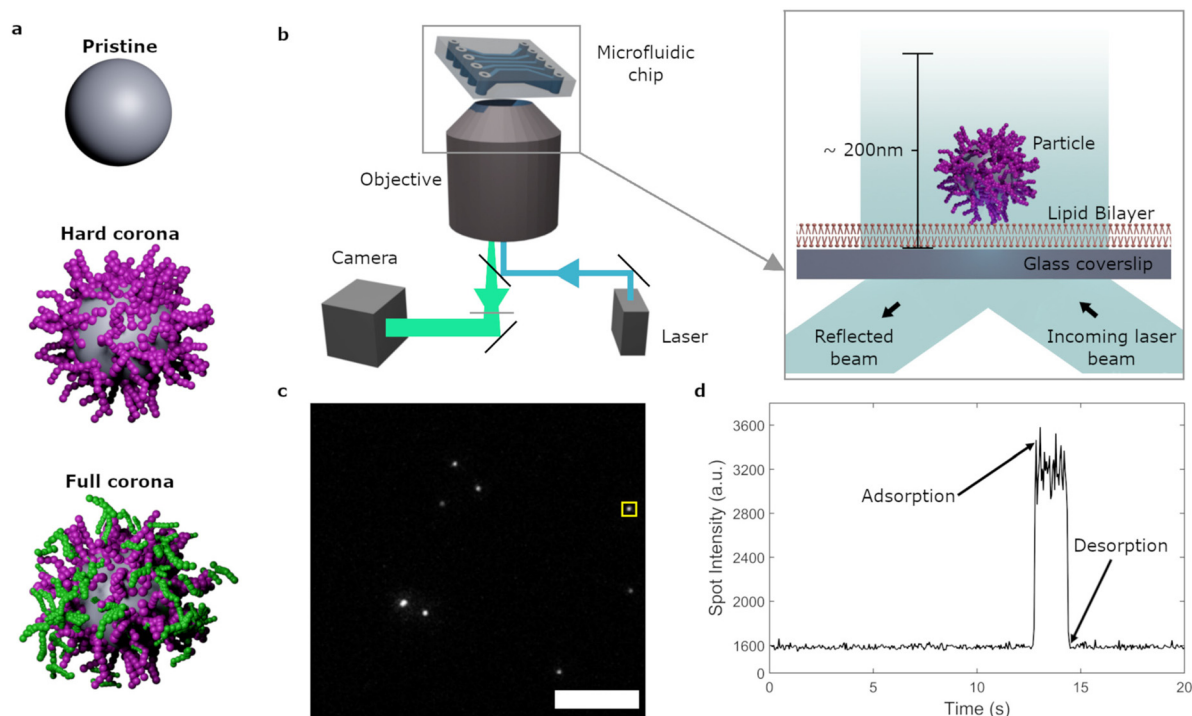 a
Pristine
Hard corona
Full corona
b
Microfluidic
chip
Objective
Camera
Laser
~ 200nm
Particle
Lipid Bilayer
Glass coverslip
Reflected
beam
Incoming laser
beam
c
d
Spot Intensity (a.u.)
3600
3200
2800
2400
2000
1600
0
Adsorption
Desorption
0
5
10
15
20
Time (s)